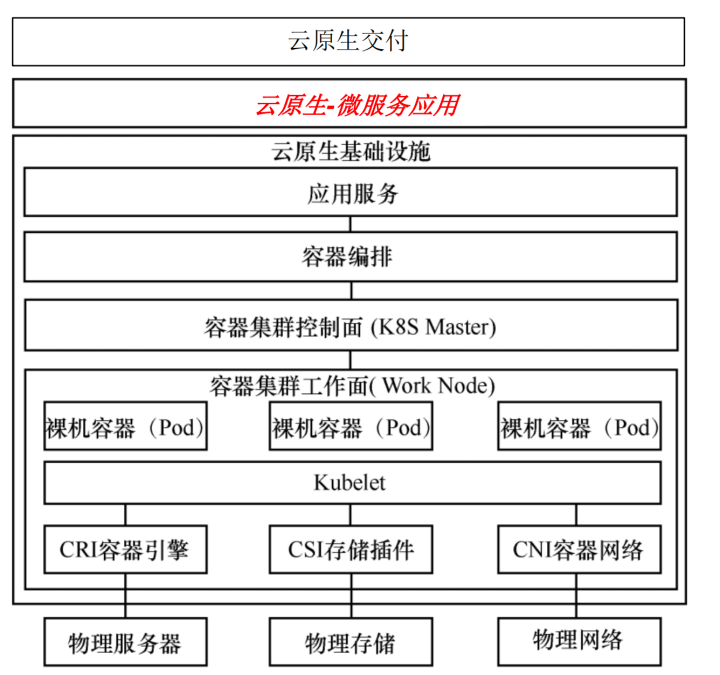 云原生交付
云原生-微服务应用
云原生基础设施
应用服务
容器编排
容器集群控制面 (K8S Master)
容器集群工作面( Work Node)
裸机容器（Pod）
裸机容器（Pod）
裸机容器（Pod）
Kubelet
CRI容器引擎
CSI存储插件
CNI容器网络
物理服务器
物理存储
物理网络